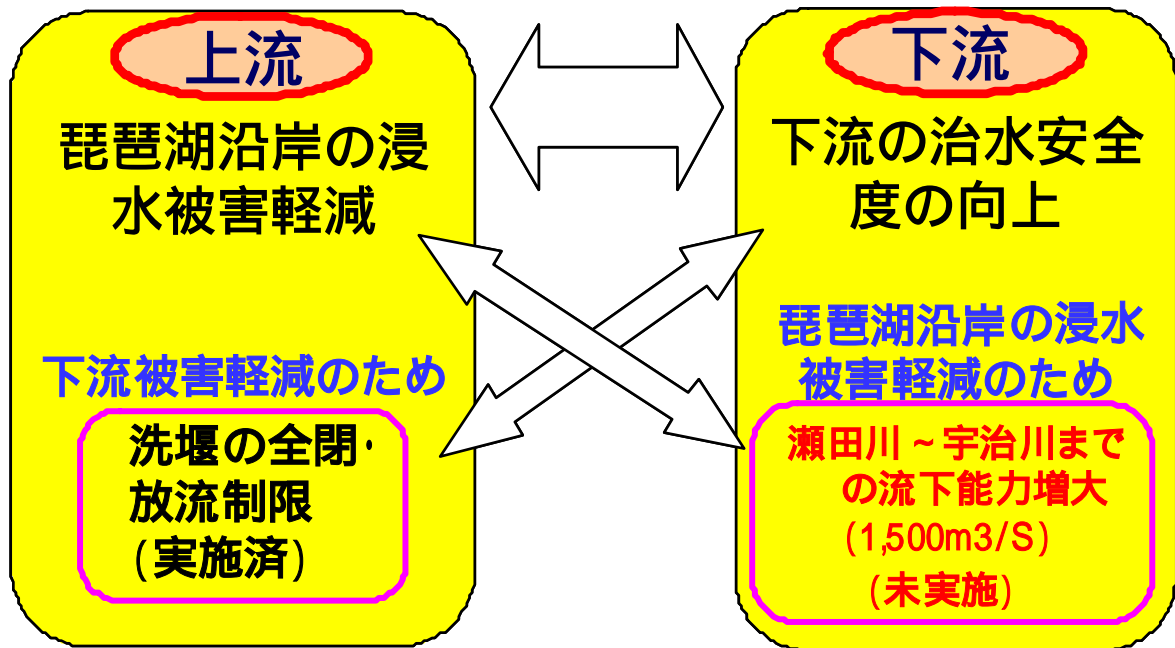 上流
琵琶湖沿岸の浸
水被害軽減
下流被害軽減のため
洗堰の全閉・
放流制限
(実施済)
下流
下流の治水安全
度の向上
琵琶湖沿岸の浸水
被害軽減のため
瀬田川~宇治川まで
の流下能力増大
(1,500m3/S)
(未実施)